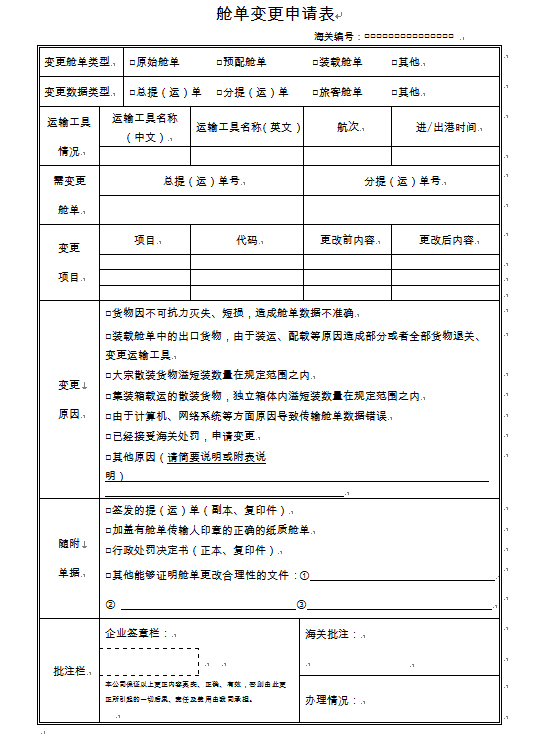 舱单变更申请表
海关编号：¤¤¤¤¤¤¤¤¤¤¤¤¤¤¤
变更舱单类型 □原始舱单 □预配舱单 □装载舱单 □其他
变更数据类型 □总提（运）单 □分提（运）单 □旅客舱单 □其他
运输工具
情况
运输工具名称
（中文）
运输工具名称（英文）
航次
进/出港时间
需变更
舱单
总提（运）单号
分提（运）单号
变更
项目
项目
代码
更改前内容
更改后内容
变更
原因
□货物因不可抗力灭失、短损，造成舱单数据不准确
□装载舱单中的出口货物，由于装运、配载等原因造成部分或者全部货物退关、
变更运输工具
□大宗散装货物溢短装数量在规定范围之内
□集装箱载运的散装货物，独立箱体内溢短装数量在规定范围之内
□由于计算机、网络系统等方面原因导致传输舱单数据错误
□已经接受海关处罚，申请变更
□其他原因（请简要说明或附表说
明）
随附
单据
□签发的提（运）单（副本、复印件）
□加盖有舱单传输人印章的正确的纸质舱单
□行政处罚决定书（正本、复印件）
□其他能够证明舱单更改合理性的文件：①
② ③
批注栏
企业签章栏：
本公司保证以上更正内容真实、正确、有效，否则由此更
正所引起的一切后果、责任及费用由我司承担。
海关批注：
办理情况：